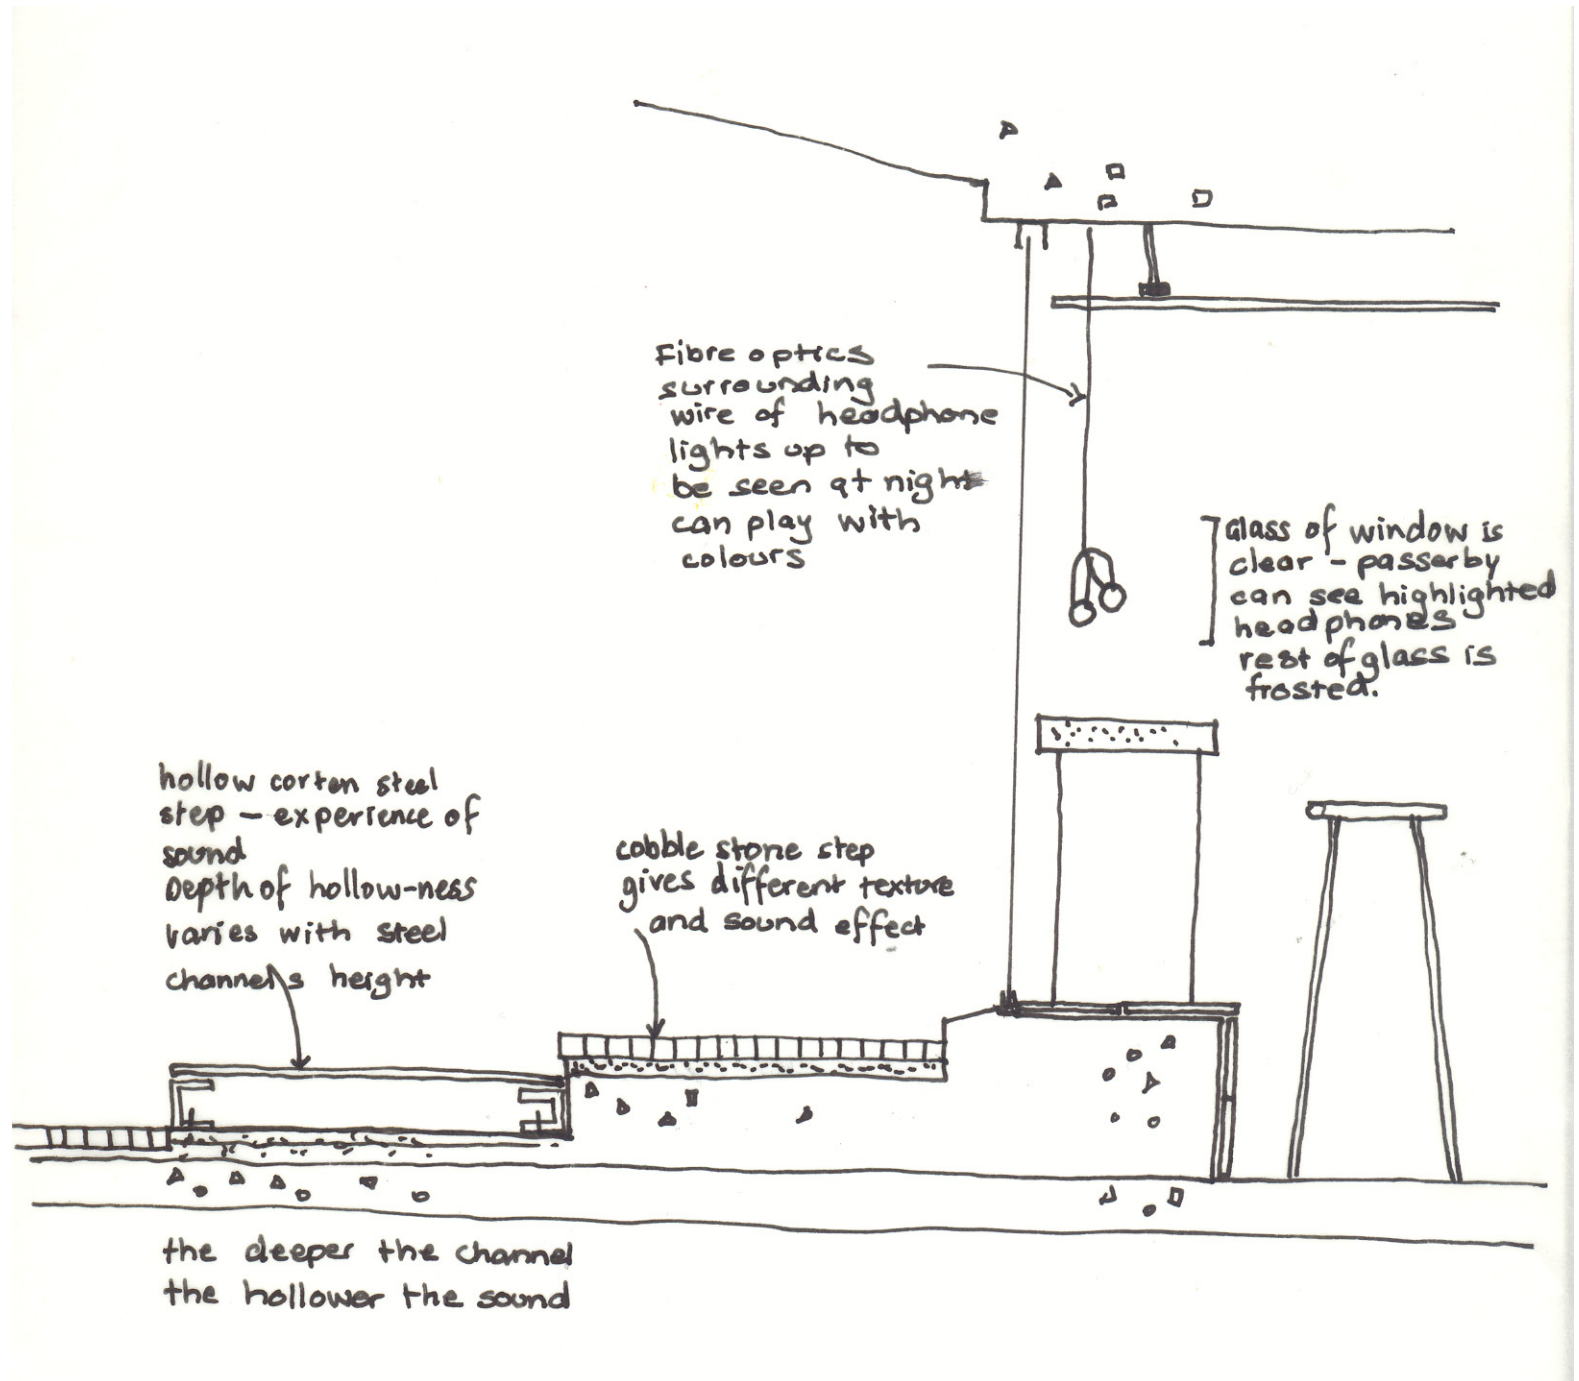 Fibre optics
surrounding
wire of headphone
lights up to
be seen at night
can play with
colours
Glass of window is
clear - passerby
can see highlighted
headphones
rest of glass is
frosted.
hollow corten steel
step - experience of
sound
Depth of hollow-ness
varies with steel
channels height
cobble stone step
gives different texture
and sound effect
the deeper the channel
the hollower the sound